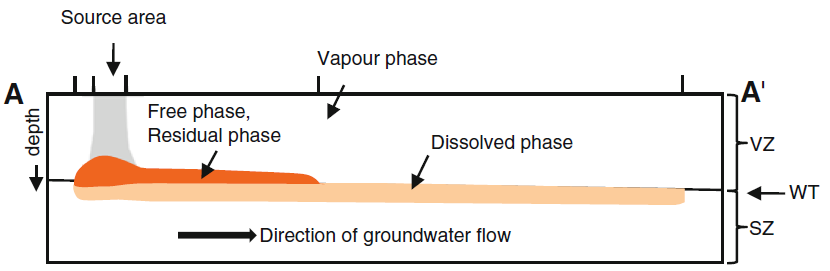 Source area
Vapour phase
A
A'
depth
Free phase,
Residual phase
Dissolved phase
VZ
WT
SZ
Direction of groundwater flow